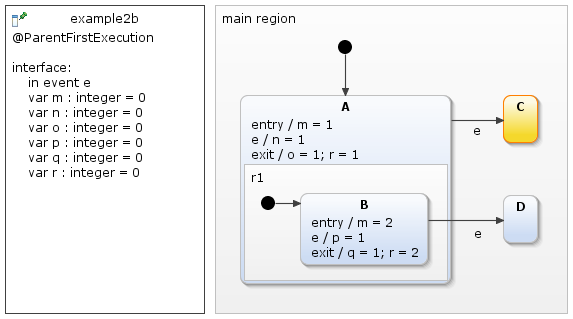 example2b
@ParentFirstExecution
interface:
in event e
var m : integer = 0
var n : integer = 0
var o : integer = 0
var p : integer = 0
var q : integer = 0
var r : integer = 0
main region
A
entry / m = 1
e / n = 1
exit / o = 1; r = 1
r1
B
entry / m = 2
e / p = 1
exit / q = 1; r = 2
e
C
e
D